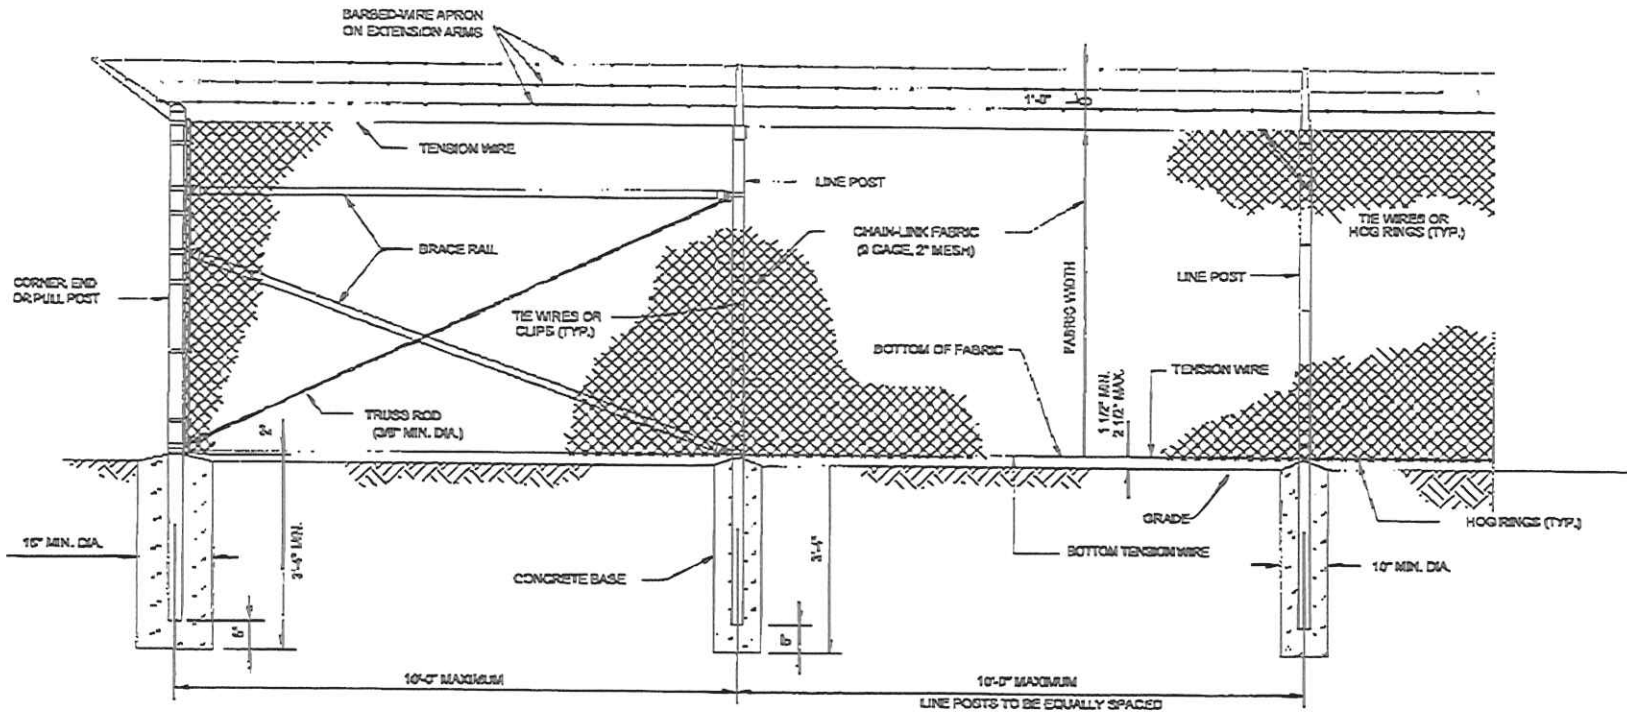 BARBED-WIRE APRON
ON EXTENSION ARMS
TENSION WIRE
LINE POST
TIE WIRES OR
HOG RINGS (TYP.)
BRACE RAIL
CHAIN-LINK FABRIC
(9 GAGE, 2" MESH)
CORNER, END
OR PULL POST
LINE POST
FABRIC WIDTH
TIE WIRES OR
CLIPS (TYP.)
BOTTOM OF FABRIC
1 1/2" MIN.
2 1/2" MAX.
TENSION WIRE
TRUSS ROD
(3/8" MIN. DIA.)
2"
GRADE
HOG RINGS (TYP.)
3'-4" MIN.
3'-4"
MIN. DIA.
CONCRETE BASE
BOTTOM TENSION WIRE
10" MIN. DIA.
6"
6"
10'-0" MAXIMUM
10'-0" MAXIMUM
LINE POSTS TO BE EQUALLY SPACED